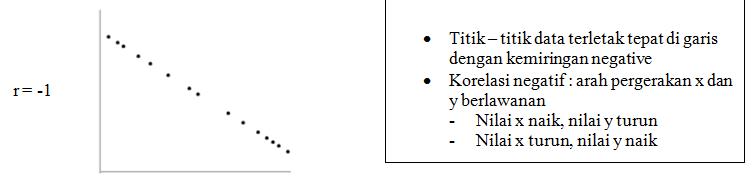 r = -1
• Titik – titik data terletak tepat di garis
dengan kemiringan negative
• Korelasi negatif : arah pergerakan x dan
y berlawanan
- Nilai x naik, nilai y turun
- Nilai x turun, nilai y naik